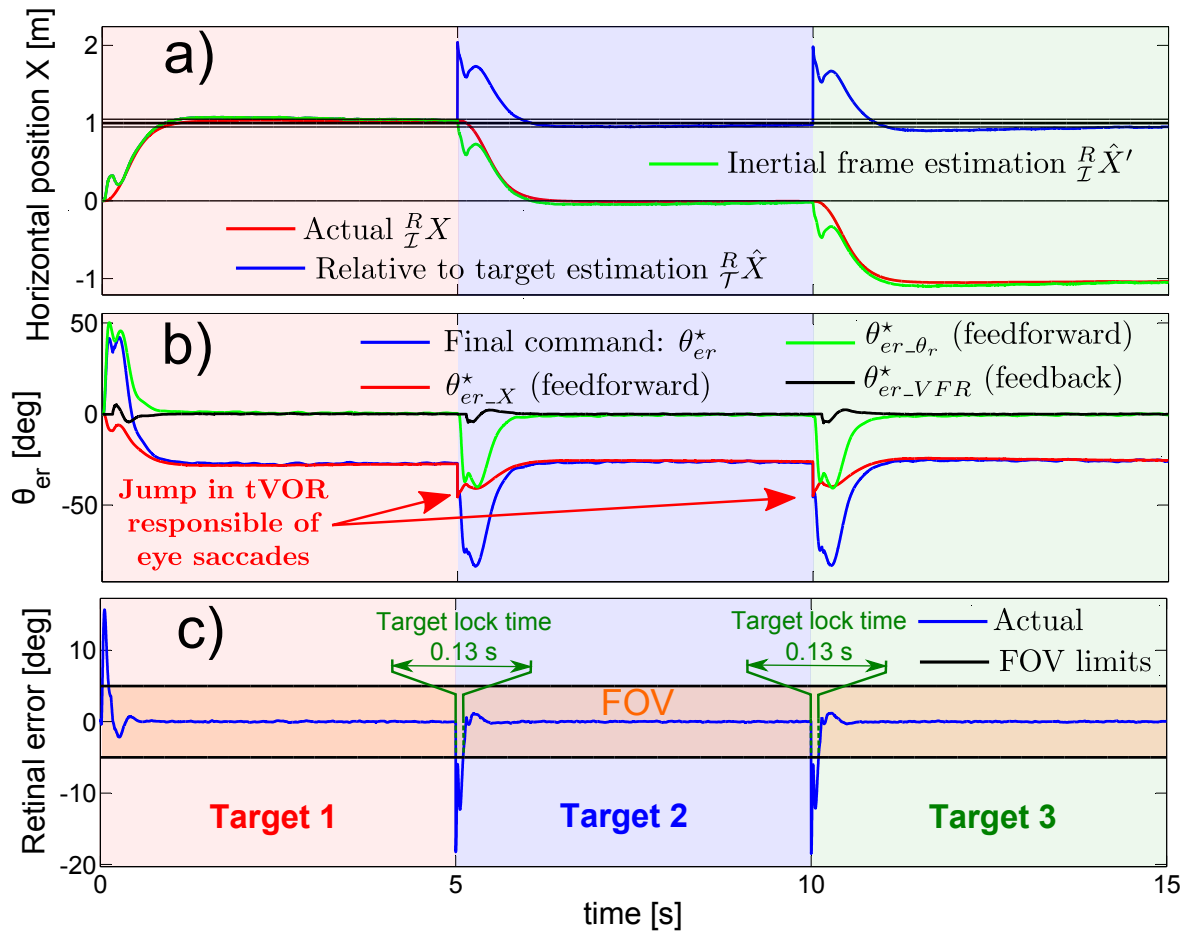 Horizontal position X [m]
2
1
0
-1
a)
Inertial frame estimation $^{R}_{\mathcal{I}}\hat{X}'$
Actual $^{R}_{\mathcal{I}}X$
Relative to target estimation $^{R}_{\mathcal{T}}\hat{X}$
θ_er [deg]
50
0
-50
b)
Final command: $\theta^{\star}_{er}$
$\theta^{\star}_{er\_X}$ (feedforward)
$\theta^{\star}_{er\_\theta_r}$ (feedforward)
$\theta^{\star}_{er\_VFR}$ (feedback)
Jump in tVOR
responsible of
eye saccades
Retinal error [deg]
10
0
-10
-20
c)
Target lock time
0.13 s
Target lock time
0.13 s
Actual
FOV limits
FOV
Target 1
Target 2
Target 3
0
5
10
15
time [s]